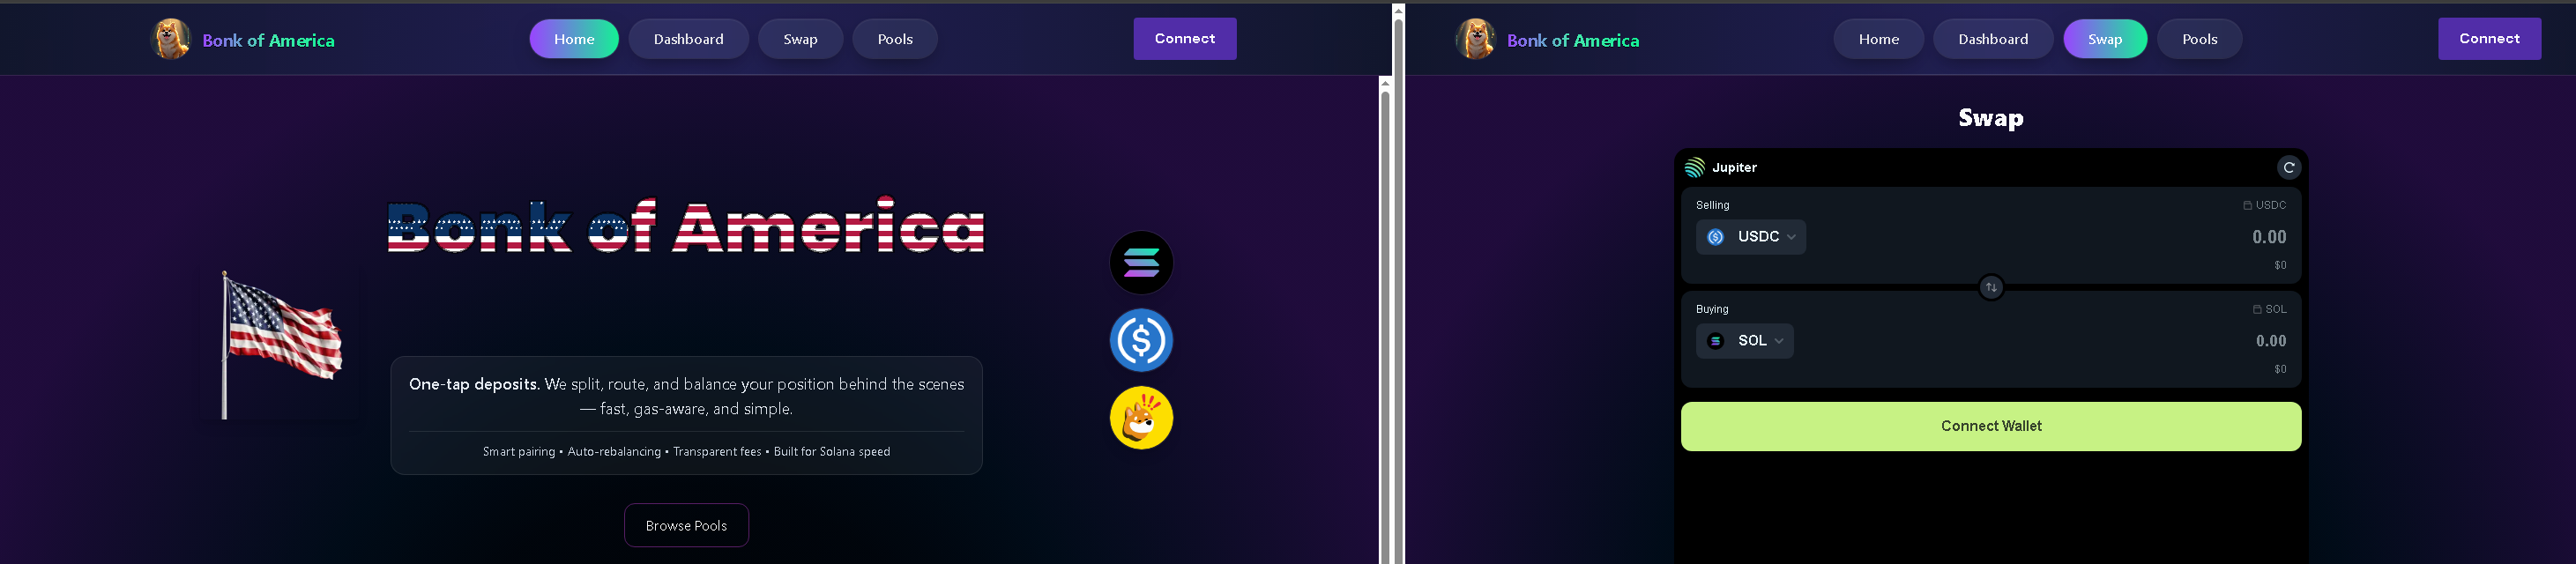 Bonk of America
Home Dashboard Swap Pools
Connect
Bonk of America
One-tap deposits. We split, route, and balance your position behind the scenes
— fast, gas-aware, and simple.
Smart pairing • Auto-rebalancing • Transparent fees • Built for Solana speed
Browse Pools
Bonk of America
Home Dashboard Swap Pools
Connect
Swap
Jupiter
Selling USDC
USDC 0.00
$0
Buying SOL
SOL 0.00
$0
Connect Wallet